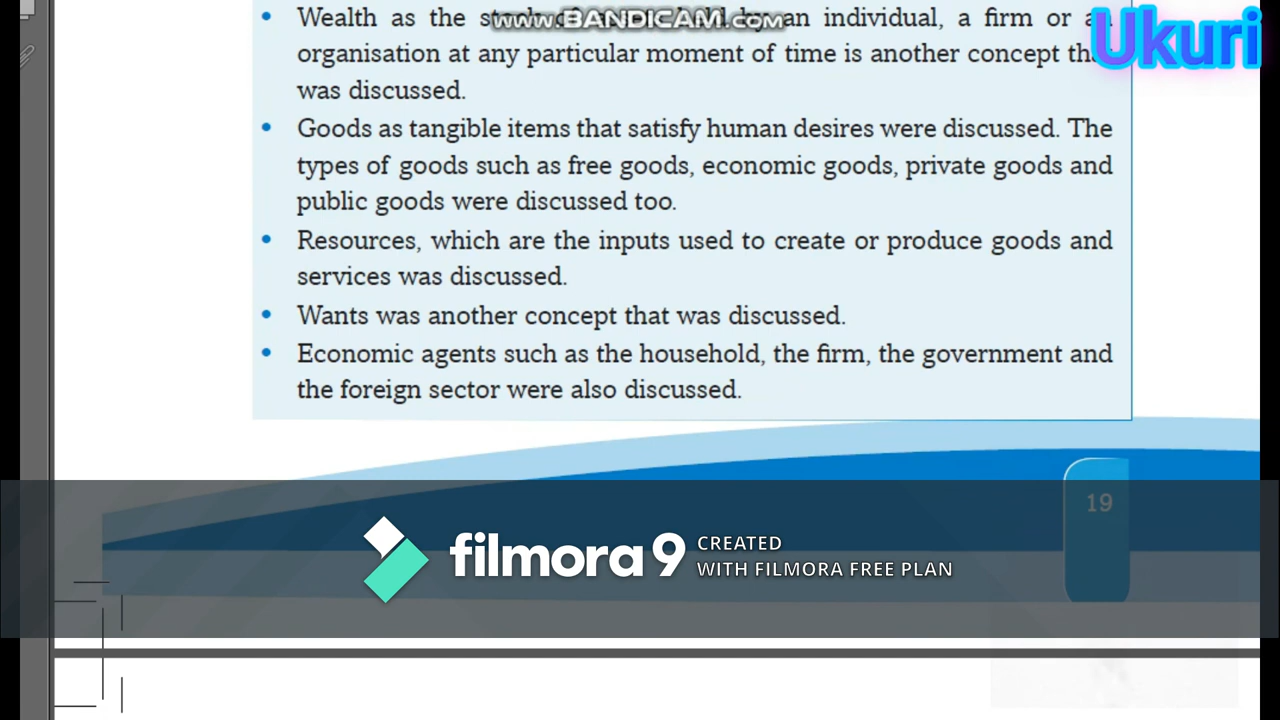 www.BANDICAM.com
Ukuri
Wealth as the by an individual, a firm or
organisation at any particular moment of time is another concept
was discussed.
• Goods as tangible items that satisfy human desires were discussed. The
types of goods such as free goods, economic goods, private goods and
public goods were discussed too.
• Resources, which are the inputs used to create or produce goods and
services was discussed.
• Wants was another concept that was discussed.
• Economic agents such as the household, the firm, the government and
the foreign sector were also discussed.
19
filmora 9 CREATED
WITH FILMORA FREE PLAN